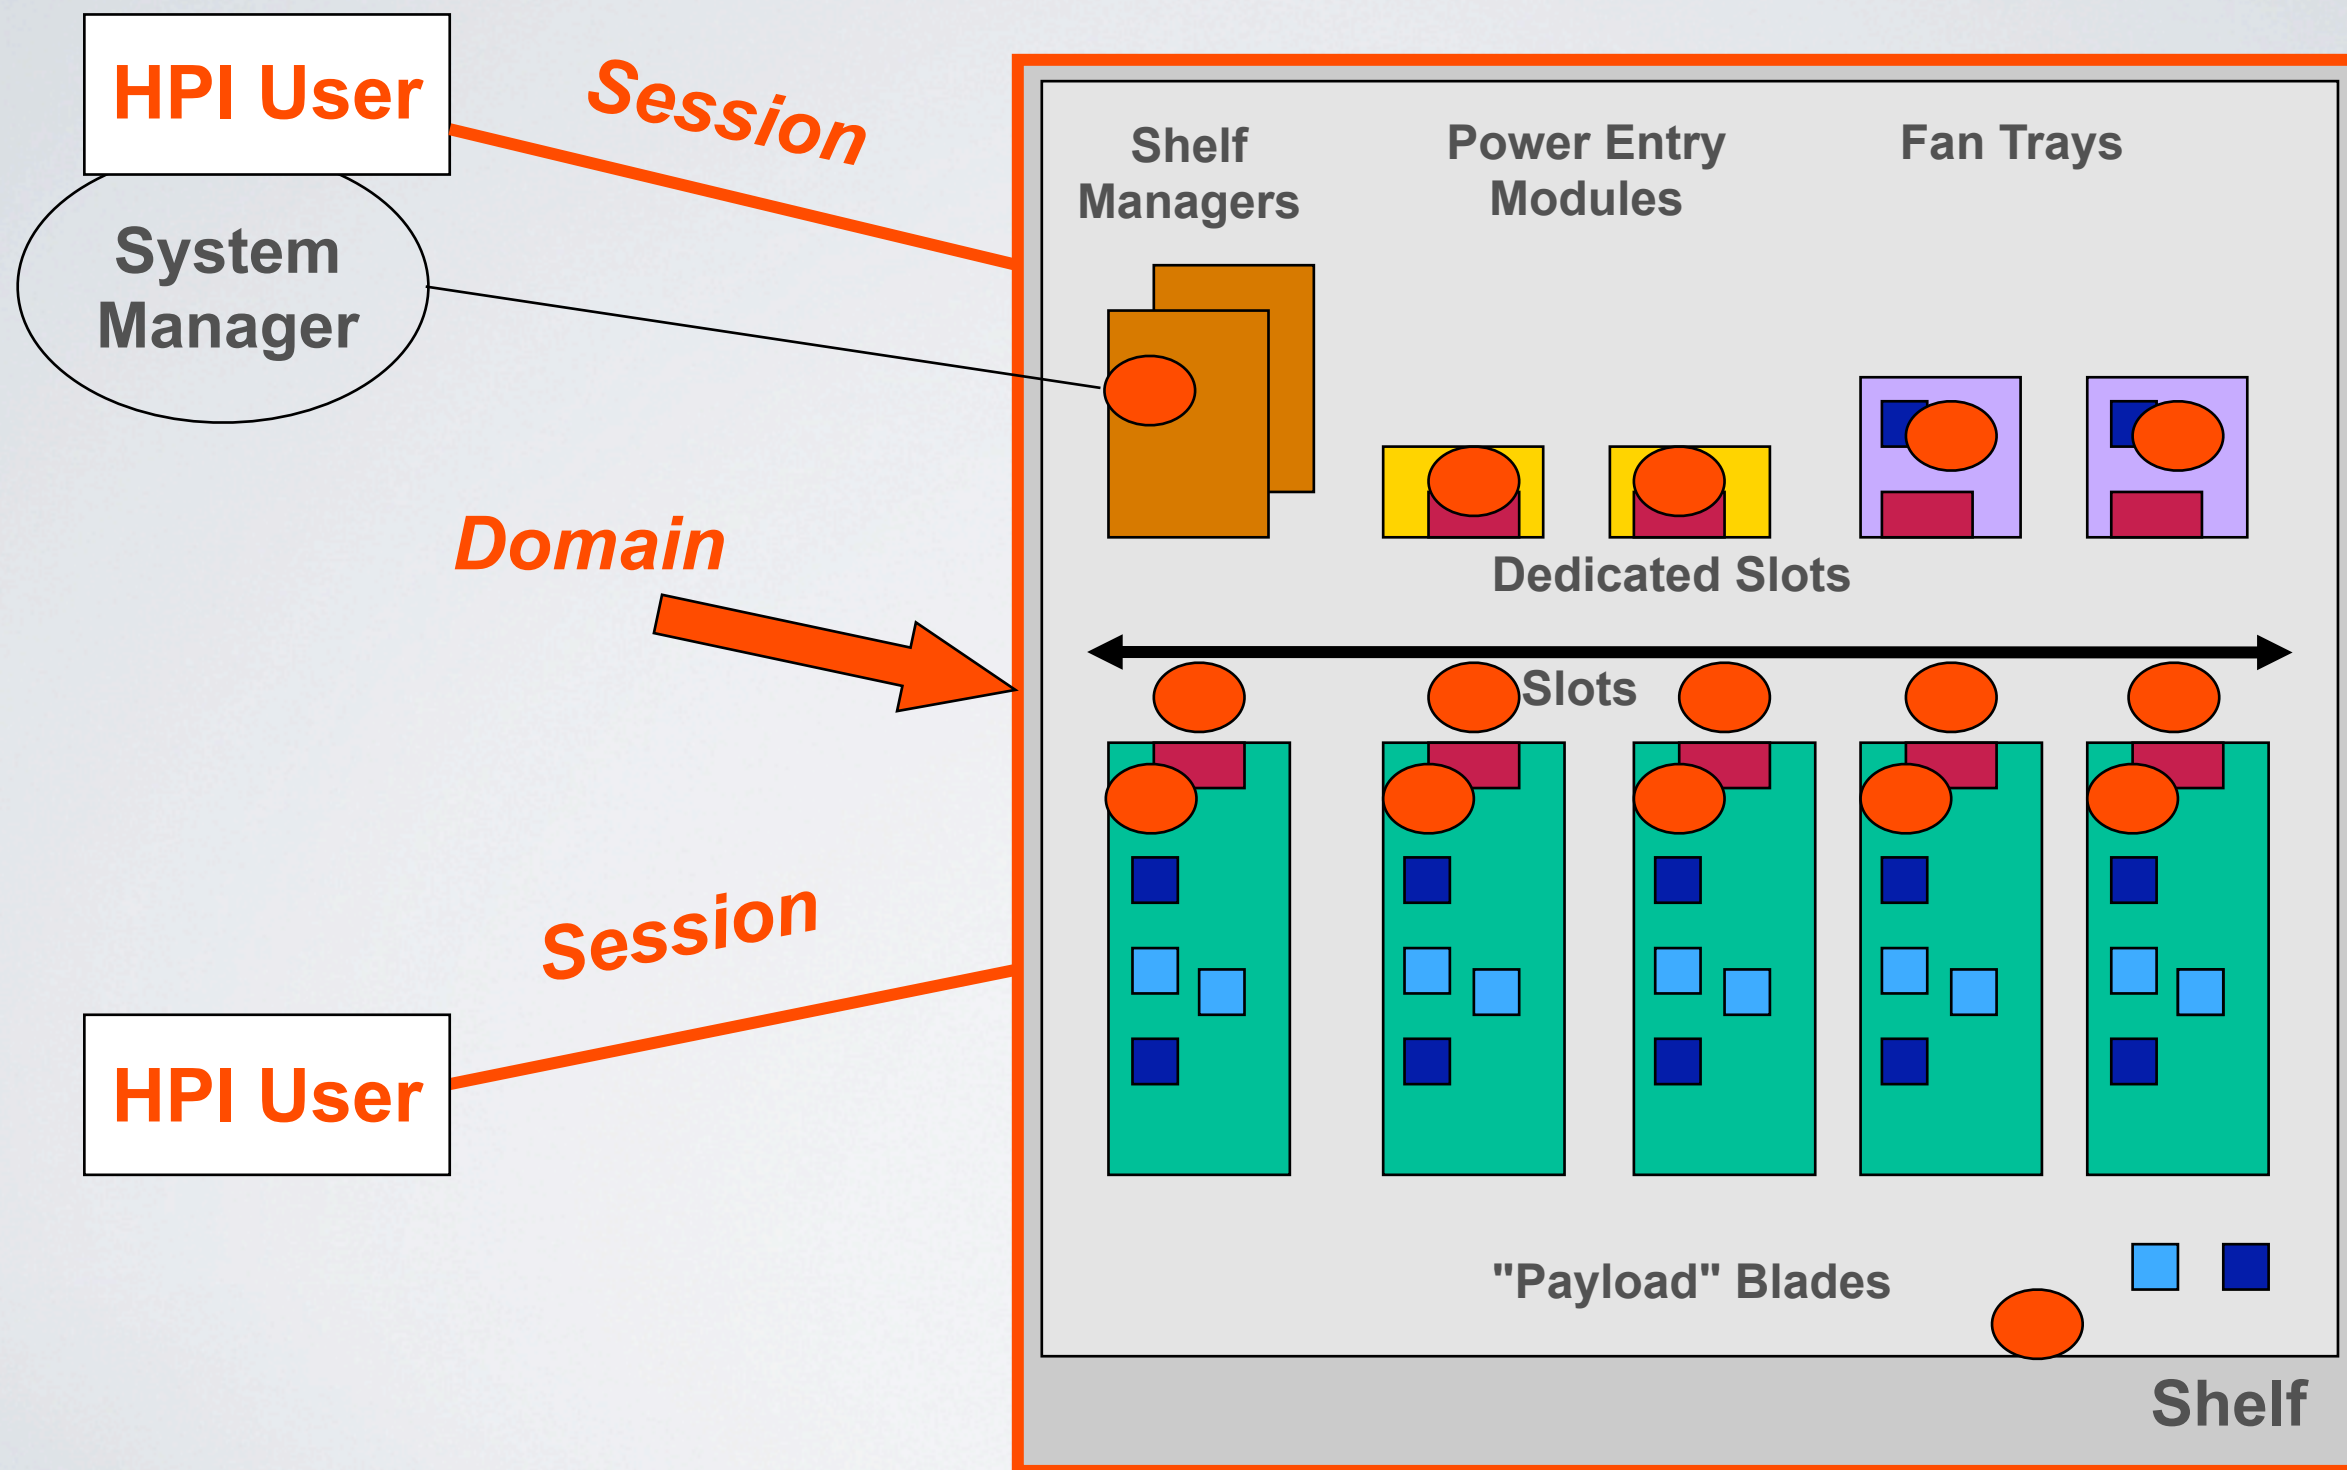 HPI User
Session
System
Manager
Shelf
Managers
Power Entry
Modules
Fan Trays
Domain
Dedicated Slots
Slots
Session
HPI User
"Payload" Blades
Shelf